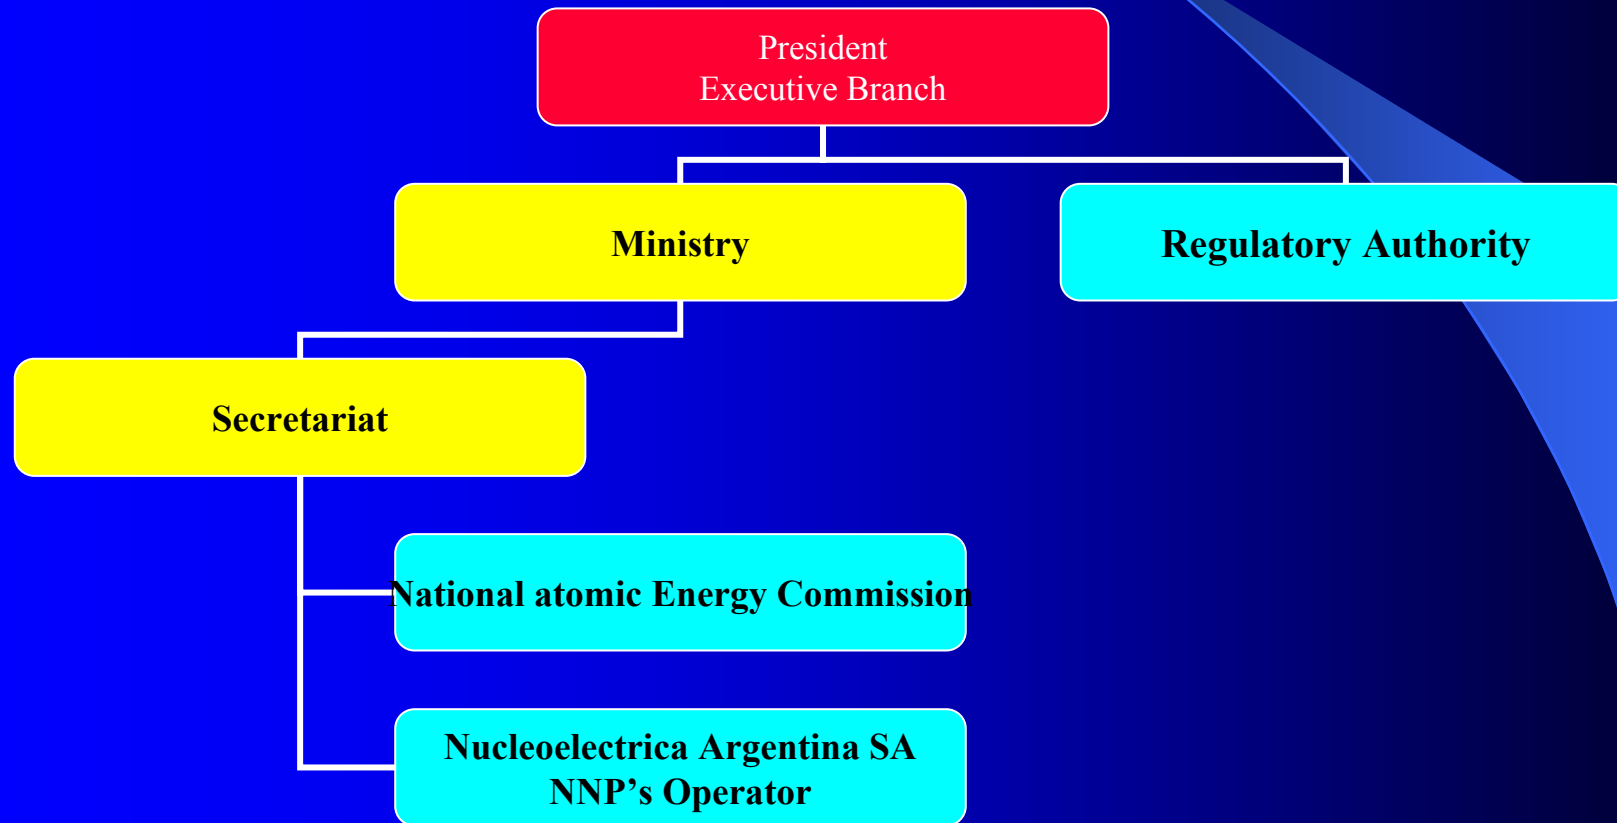 President
Executive Branch
Ministry
Regulatory Authority
Secretariat
National atomic Energy Commission
Nucleoelectrica Argentina SA
NNP’s Operator